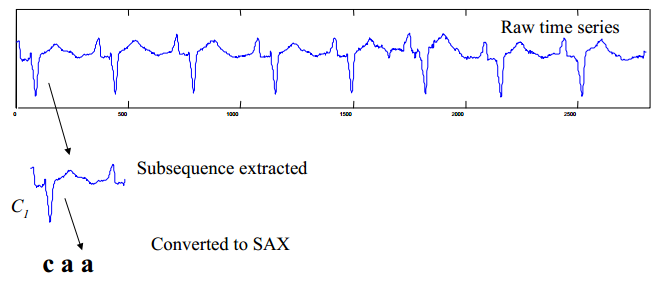 Raw time series
0 500 1000 1500 2000 2500
Subsequence extracted
C1
Converted to SAX
c a a